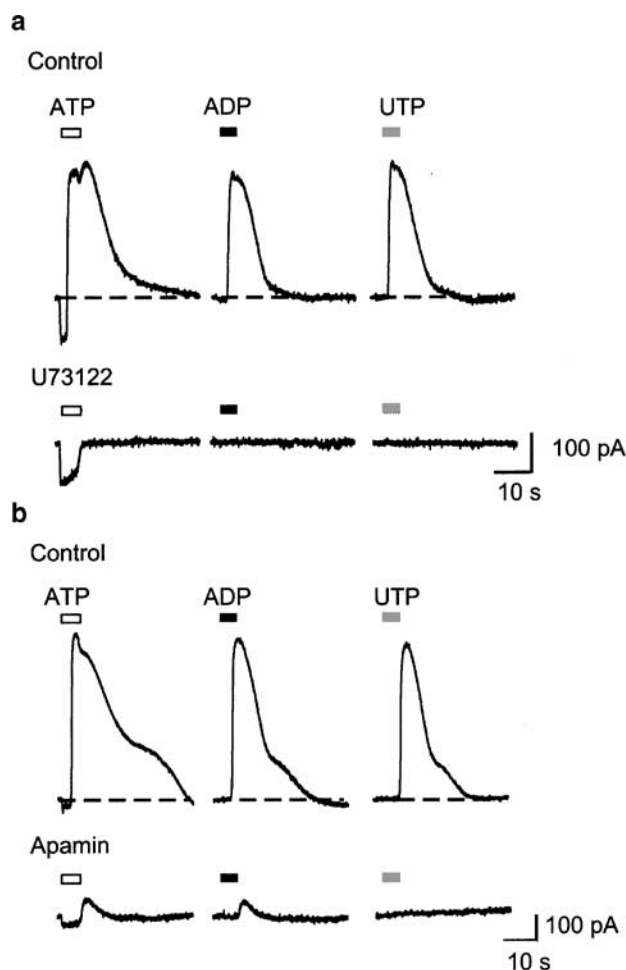 a
Control
ATP ADP UTP
U73122
100 pA
10 s
b
Control
ATP ADP UTP
Apamin
100 pA
10 s